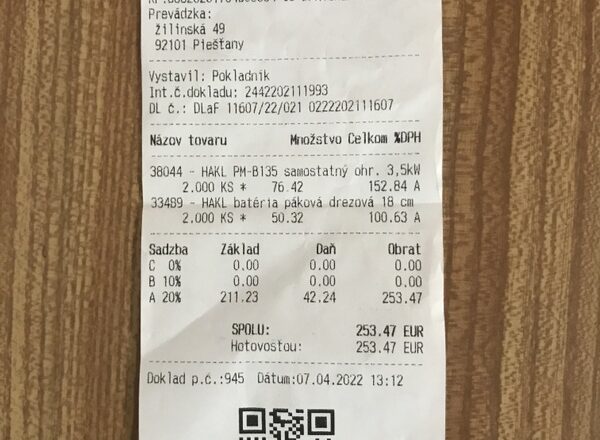 Prevádzka:
Žilinská 49
92101 Piešťany
Vystavil: Pokladník
Int.č.dokladu: 2442202111993
DL č.: DLaF 11607/22/021 0222202111607
Názov tovaru Množstvo Celkom %DPH
38044 - HAKL PM-B135 samostatný ohr. 3,5kW
2.000 KS * 76.42 152.84 A
33489 - HAKL batéria páková drezová 18 cm
2.000 KS * 50.32 100.63 A
Sadzba Základ Daň Obrat
C 0% 0.00 0.00 0.00
B 10% 0.00 0.00 0.00
A 20% 211.23 42.24 253.47
SPOLU: 253.47 EUR
Hotovosťou: 253.47 EUR
Doklad p.č.:945 Dátum:07.04.2022 13:12